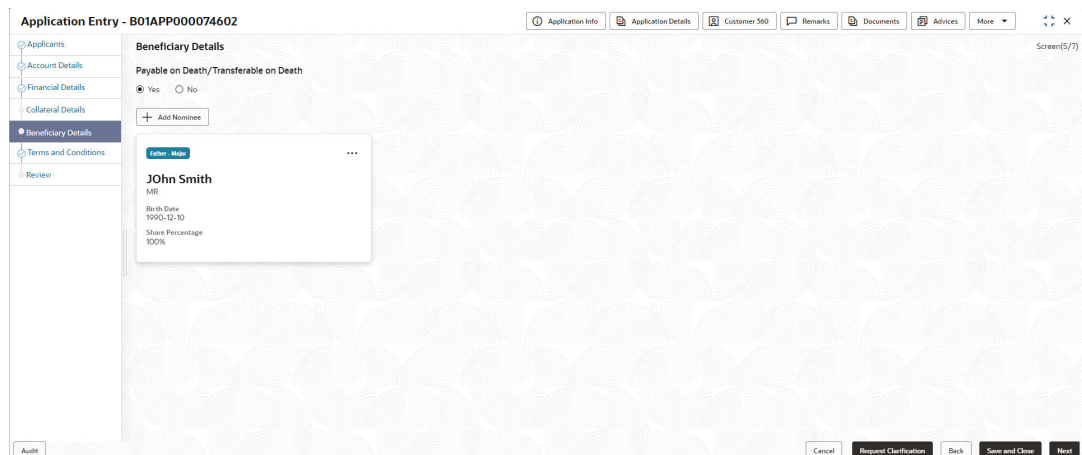 Application Entry - B01APP000074602
Application Info
Application Details
Customer 360
Remarks
Documents
Advices
More
Applicants
Account Details
Financial Details
Collateral Details
Beneficiary Details
Terms and Conditions
Review
Beneficiary Details
Screen(5/7)
Payable on Death/Transferable on Death
Yes
No
Add Nominee
Father - Major
JOhn Smith
MR
Birth Date
1990-12-10
Share Percentage
100%
Audit
Cancel
Request Clarification
Back
Save and Close
Next